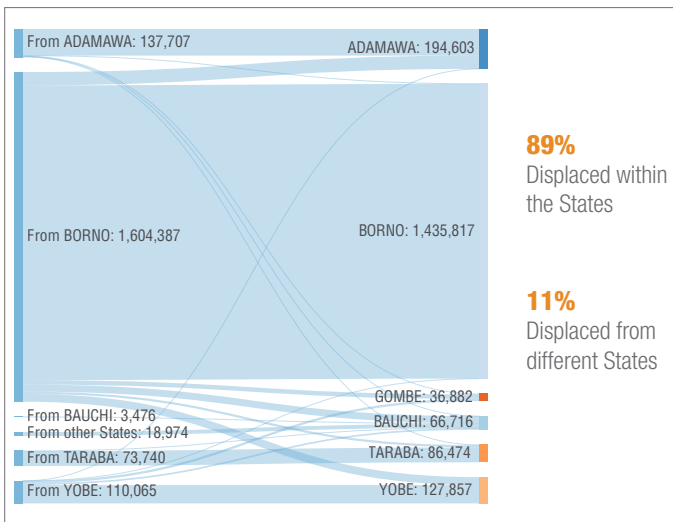 From ADAMAWA: 137,707
ADAMAWA: 194,603
89%
Displaced within
the States
From BORNO: 1,604,387
BORNO: 1,435,817
11%
Displaced from
different States
GOMBE: 36,882
From BAUCHI: 3,476
BAUCHI: 66,716
From other States: 18,974
TARABA: 86,474
From TARABA: 73,740
YOBE: 127,857
From YOBE: 110,065